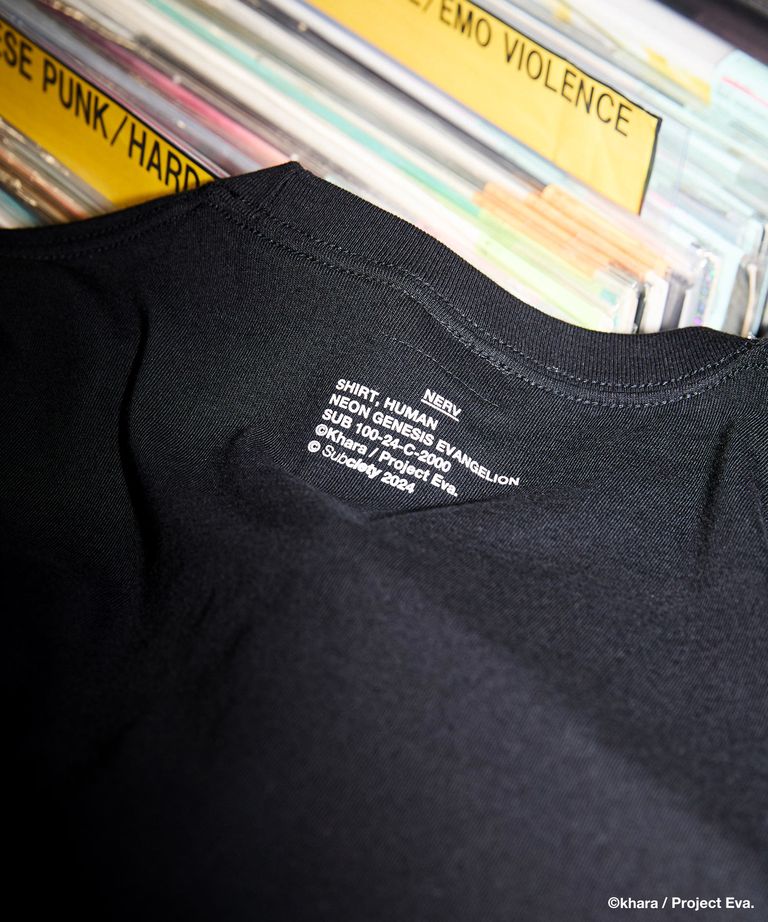 /EMO VIOLENCE
ESE PUNK/HARD
NERV
SHIRT, HUMAN
NEON GENESIS EVANGELION
SUB 100-24-C-2000
©Khara / Project Eva.
© Subciety 2024
©khara / Project Eva.